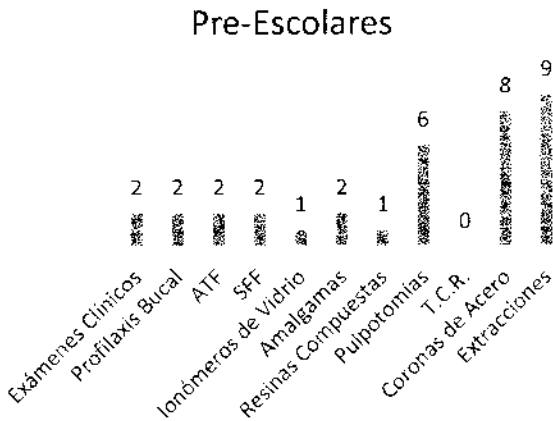 Pre-Escolares
2
2
2
2
1
2
1
6
0
8
9
Exámenes Clínicos
Profilaxis Bucal
ATF
SFF
Ionómeros de Vidrio
Amalgamas
Resinas Compuestas
Pulpotomías
T.C.R.
Coronas de Acero
Extracciones